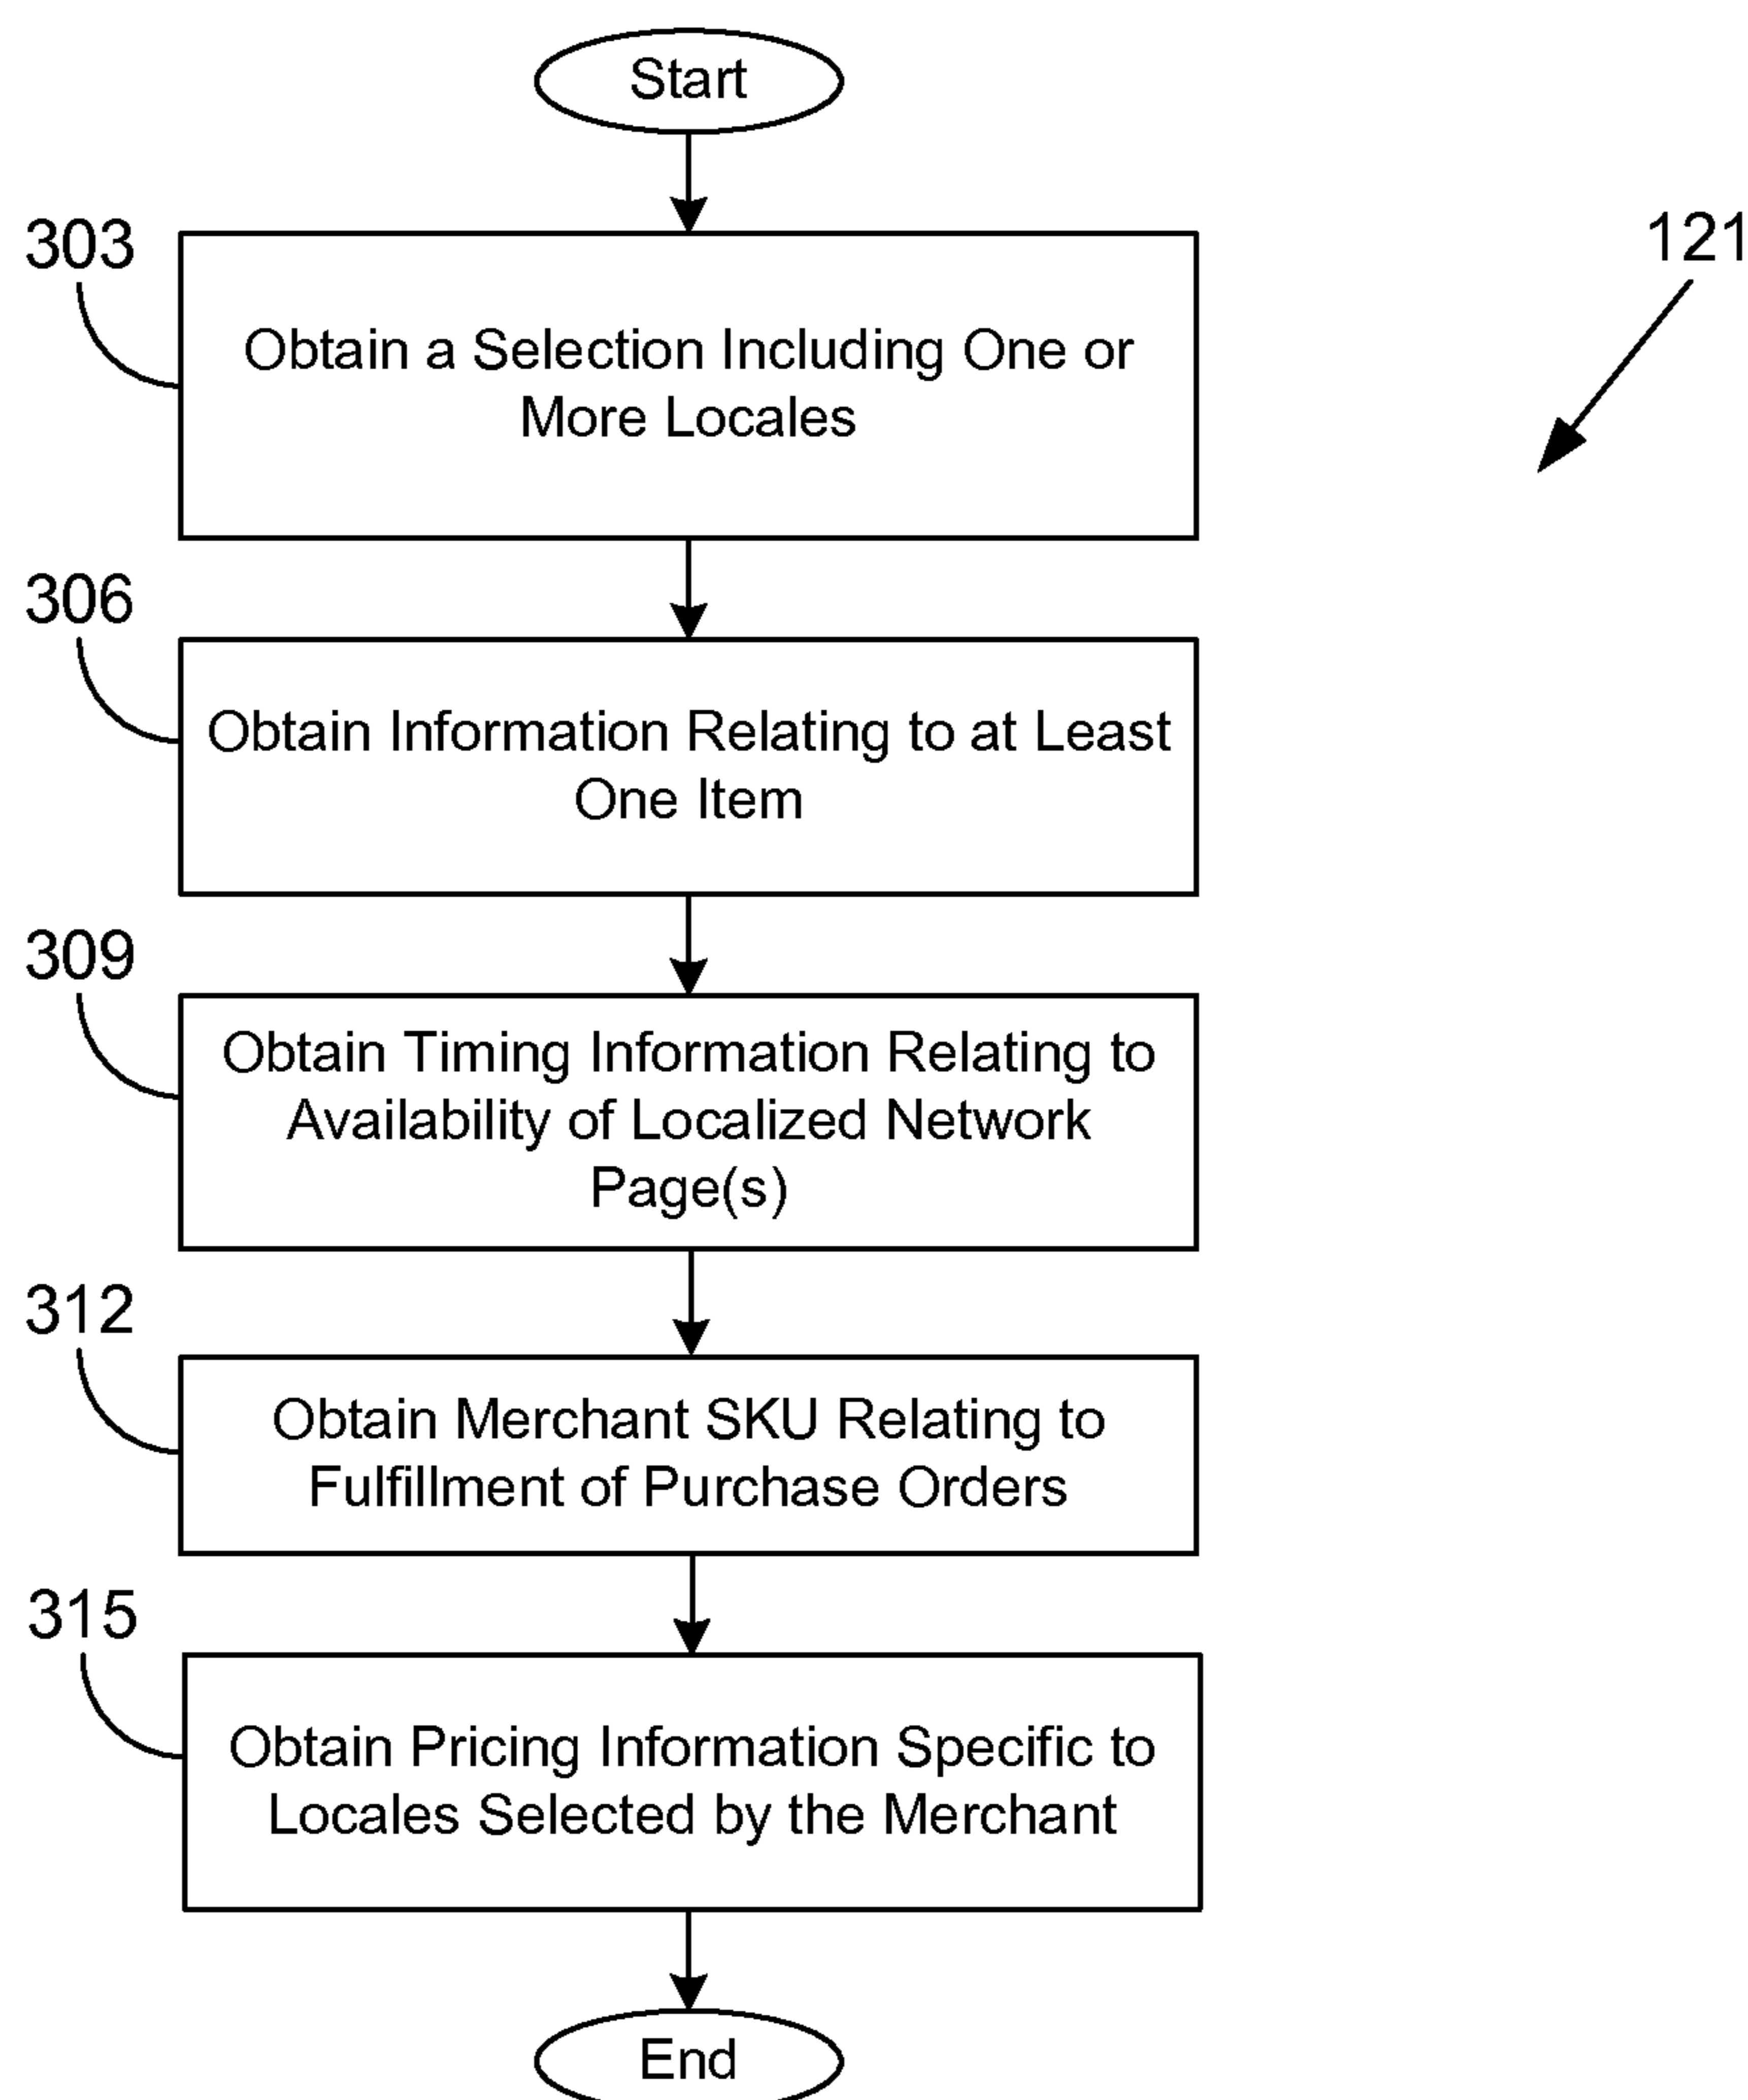 Start
303
121
Obtain a Selection Including One or
More Locales
306
Obtain Information Relating to at Least
One Item
309
Obtain Timing Information Relating to
Availability of Localized Network
Page(s)
312
Obtain Merchant SKU Relating to
Fulfillment of Purchase Orders
315
Obtain Pricing Information Specific to
Locales Selected by the Merchant
End